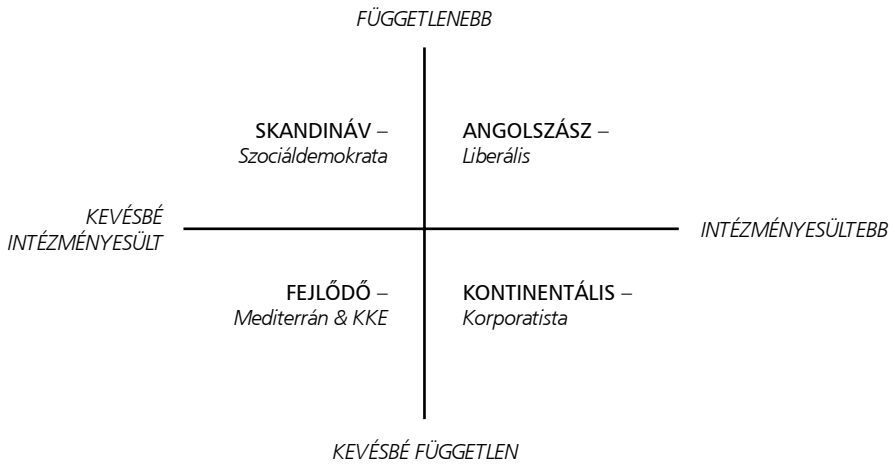 FÜGGETLENEBB
SKANDINÁV –
Szociáldemokrata
ANGOLSZÁSZ –
Liberális
KEVÉSBÉ
INTÉZMÉNYESÜLT
INTÉZMÉNYESÜLTEBB
FEJLŐDŐ –
Mediterrán & KKE
KONTINENTÁLIS –
Korporatista
KEVÉSBÉ FÜGGETLEN